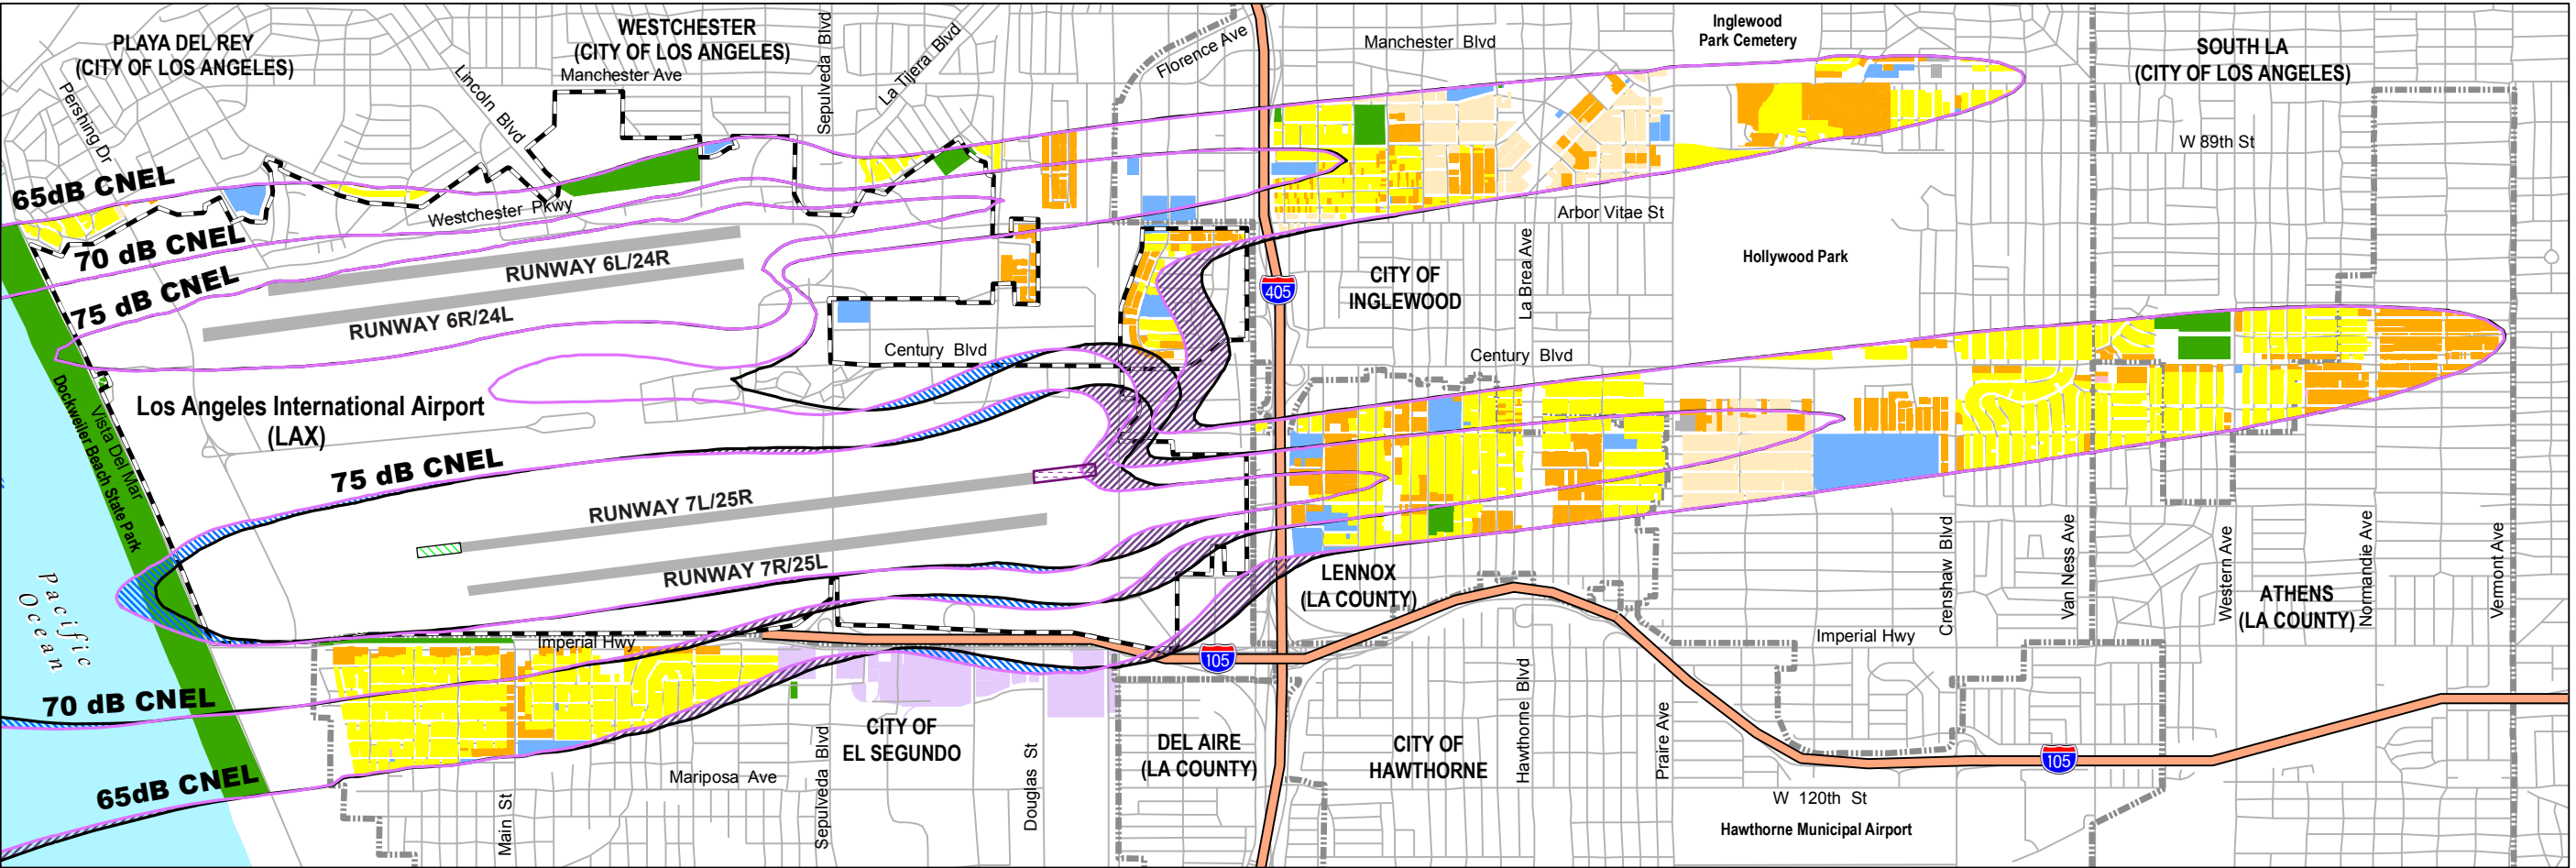 PLAYA DEL REY
(CITY OF LOS ANGELES)
WESTCHESTER
(CITY OF LOS ANGELES)
Manchester Ave
Sepulveda Blvd
La Tijera Blvd
Florence Ave
Manchester Blvd
Inglewood
Park Cemetery
SOUTH LA
(CITY OF LOS ANGELES)
W 89th St
Pershing Dr
Lincoln Blvd
65dB CNEL
Westchester Pkwy
70 dB CNEL
75 dB CNEL
RUNWAY 6L/24R
RUNWAY 6R/24L
Arbor Vitae St
La Brea Ave
Hollywood Park
405
CITY OF
INGLEWOOD
Century Blvd
Century Blvd
Los Angeles International Airport
(LAX)
Vista Del Mar
Dockweiler Beach State Park
75 dB CNEL
RUNWAY 7L/25R
RUNWAY 7R/25L
Pacific
Ocean
LENNOX
(LA COUNTY)
Crenshaw Blvd
Van Ness Ave
Western Ave
ATHENS
(LA COUNTY)
Normandie Ave
Vermont Ave
Imperial Hwy
Imperial Hwy
105
70 dB CNEL
65dB CNEL
Main St
Mariposa Ave
Sepulveda Blvd
CITY OF
EL SEGUNDO
Douglas St
DEL AIRE
(LA COUNTY)
CITY OF
HAWTHORNE
Hawthorne Blvd
Praire Ave
105
W 120th St
Hawthorne Municipal Airport